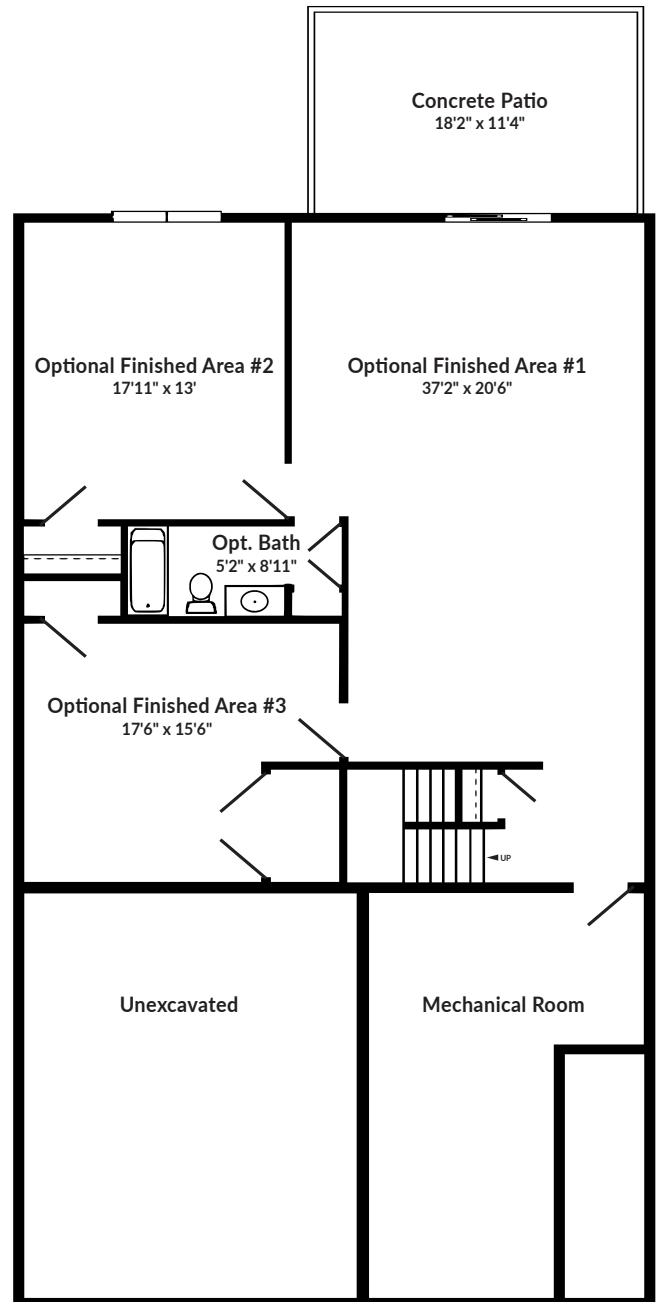 Concrete Patio
18'2" x 11'4"
Optional Finished Area #2
17'11" x 13'
Optional Finished Area #1
37'2" x 20'6"
Opt. Bath
5'2" x 8'11"
Optional Finished Area #3
17'6" x 15'6"
UP
Unexcavated
Mechanical Room